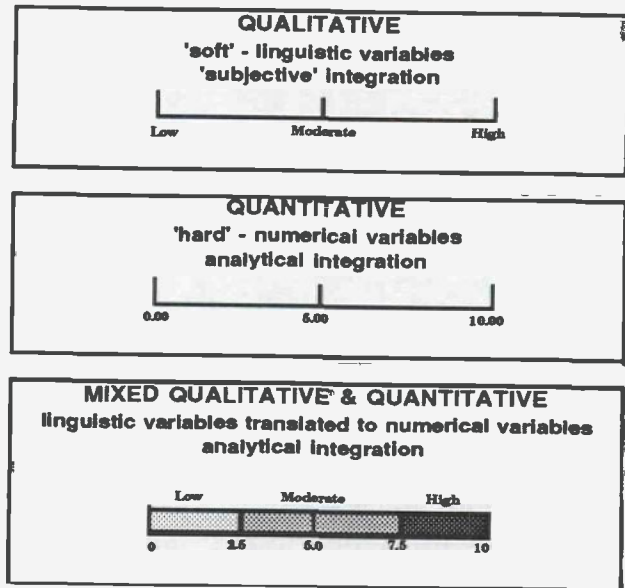 QUALITATIVE
'soft' - linguistic variables
'subjective' integration
Low Moderate High
QUANTITATIVE
'hard' - numerical variables
analytical integration
0.00 5.00 10.00
MIXED QUALITATIVE & QUANTITATIVE
linguistic variables translated to numerical variables
analytical integration
Low Moderate High
0 2.5 5.0 7.5 10